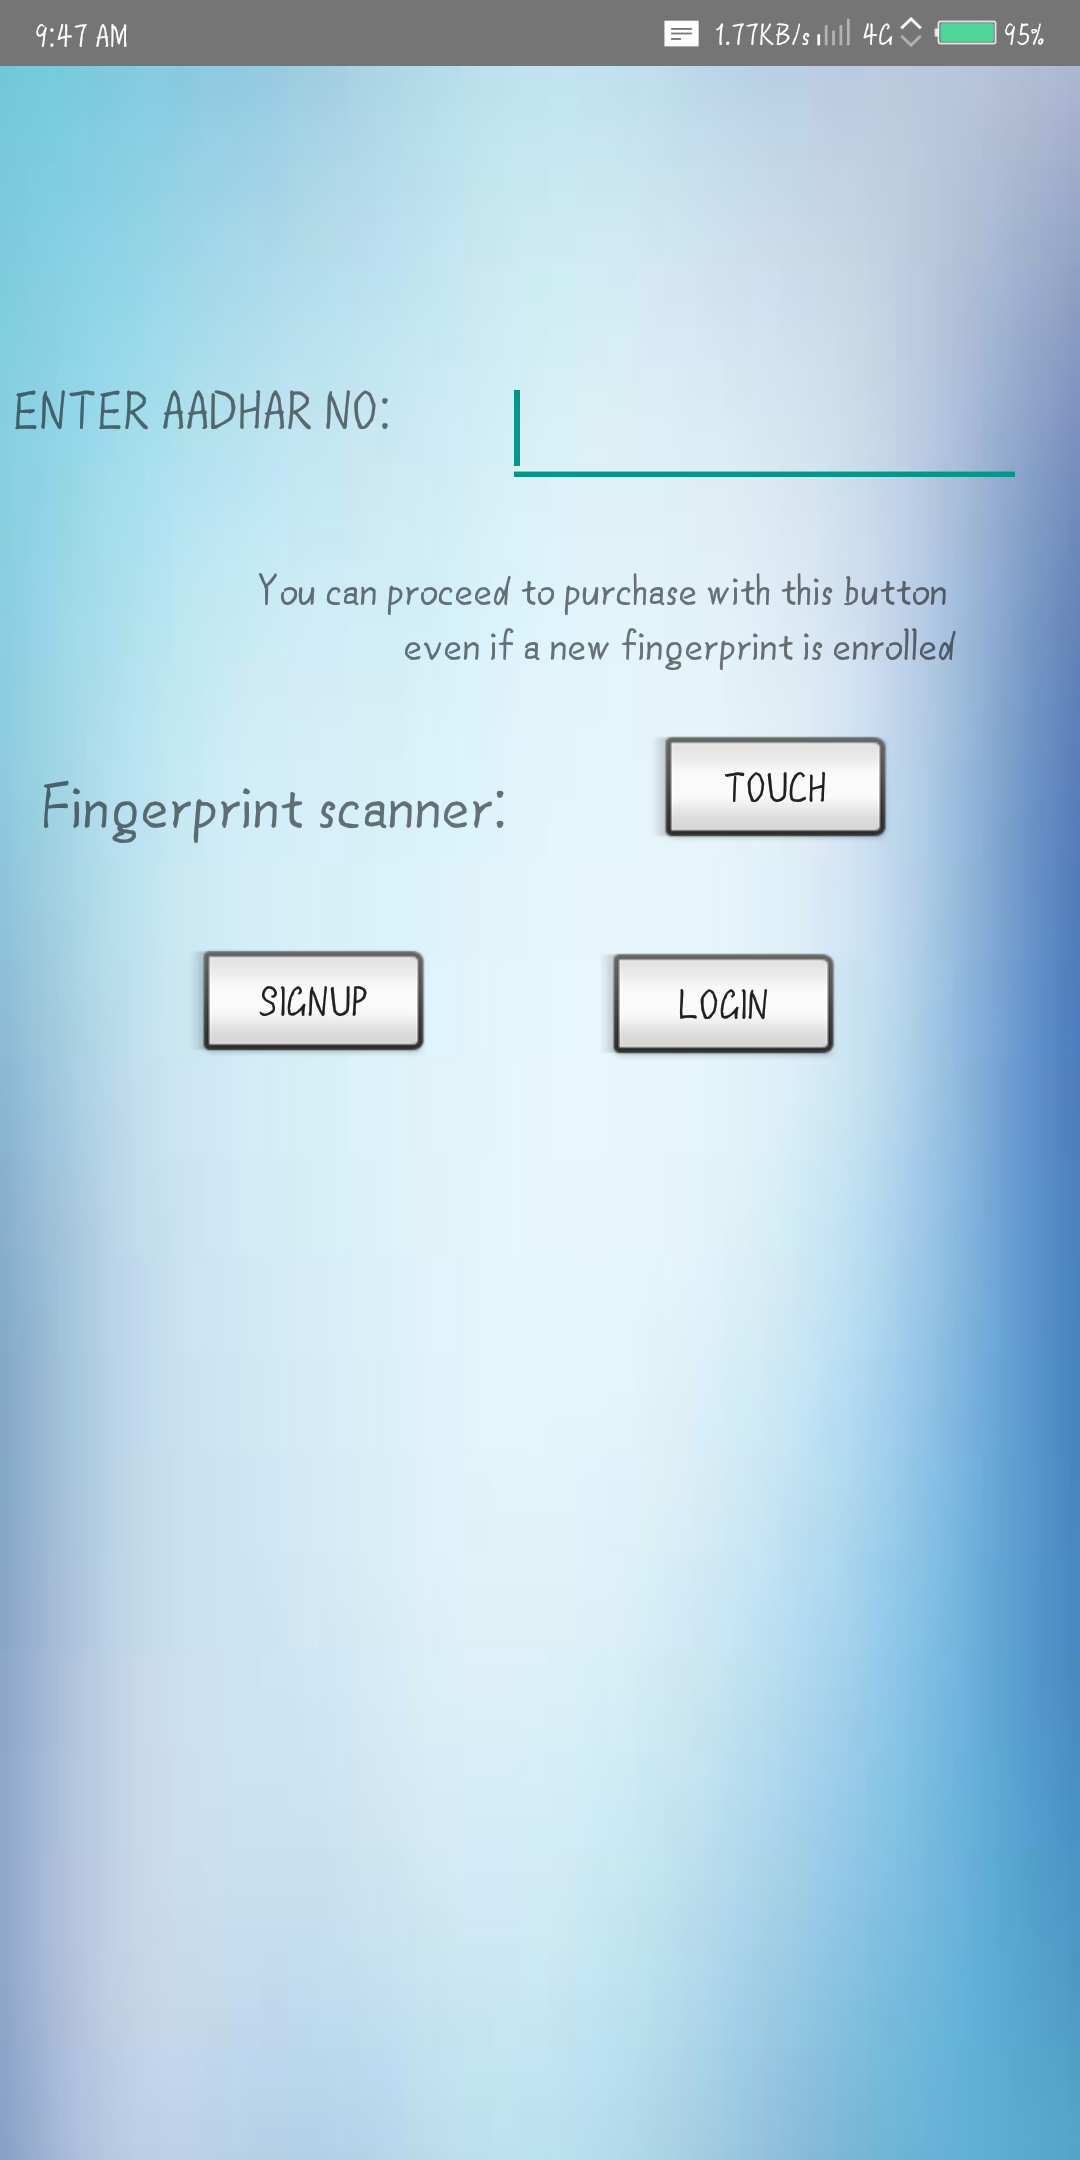 9:47 AM 1.77KB/s 4G 95%
ENTER AADHAR NO:
You can proceed to purchase with this button
even if a new fingerprint is enrolled
TOUCH
Fingerprint scanner:
SIGNUP LOGIN